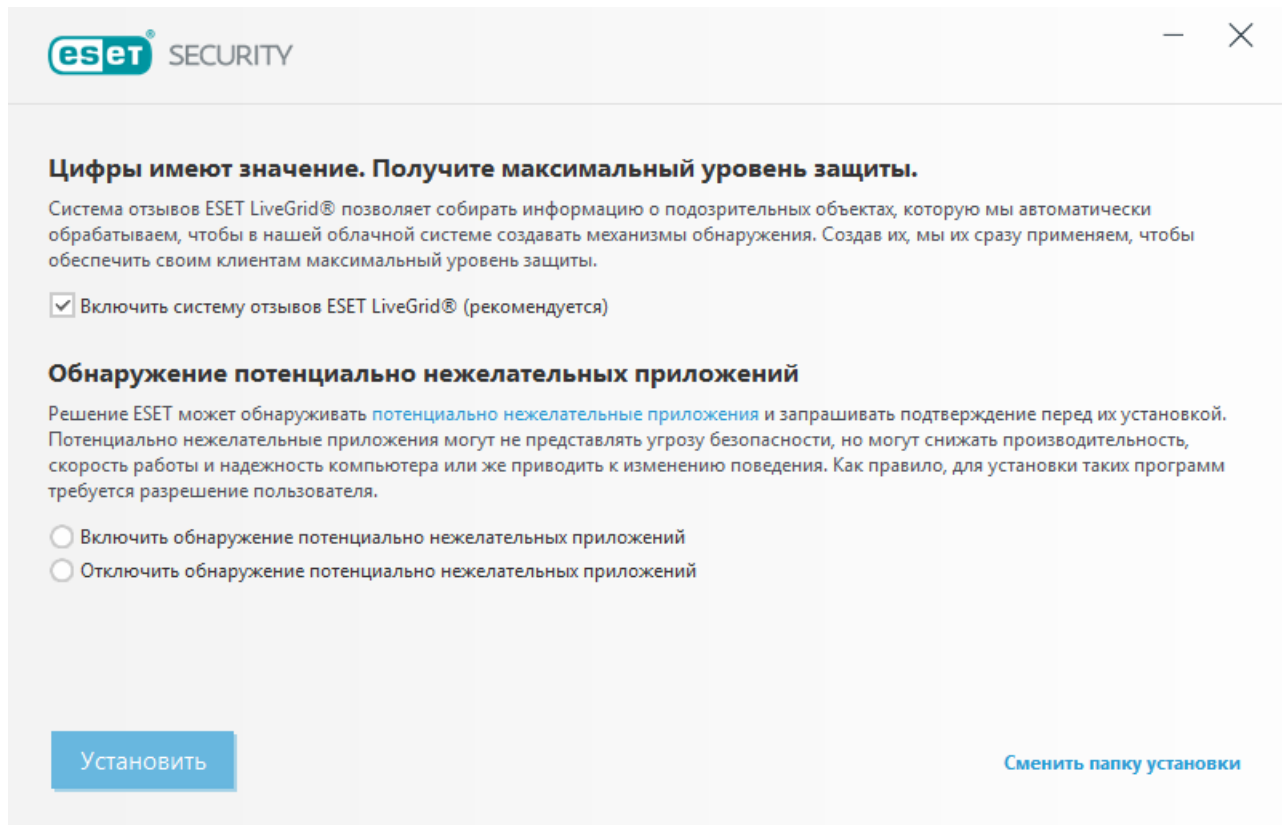 eset® SECURITY
Цифры имеют значение. Получите максимальный уровень защиты.
Система отзывов ESET LiveGrid® позволяет собирать информацию о подозрительных объектах, которую мы автоматически
обрабатываем, чтобы в нашей облачной системе создавать механизмы обнаружения. Создав их, мы их сразу применяем, чтобы
обеспечить своим клиентам максимальный уровень защиты.
Включить систему отзывов ESET LiveGrid® (рекомендуется)
Обнаружение потенциально нежелательных приложений
Решение ESET может обнаруживать потенциально нежелательные приложения и запрашивать подтверждение перед их установкой.
Потенциально нежелательные приложения могут не представлять угрозу безопасности, но могут снижать производительность,
скорость работы и надежность компьютера или же приводить к изменению поведения. Как правило, для установки таких программ
требуется разрешение пользователя.
Включить обнаружение потенциально нежелательных приложений
Отключить обнаружение потенциально нежелательных приложений
Установить
Сменить папку установки